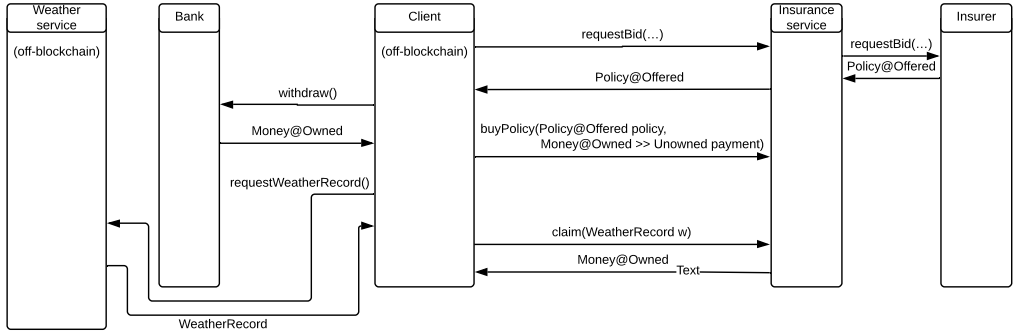 Weather
service
Bank
Client
Insurance
service
Insurer
(off-blockchain)
(off-blockchain)
requestBid(…)
requestBid(…)
Policy@Offered
Policy@Offered
withdraw()
Money@Owned
buyPolicy(Policy@Offered policy,
Money@Owned >> Unowned payment)
requestWeatherRecord()
claim(WeatherRecord w)
Money@Owned
Text
WeatherRecord